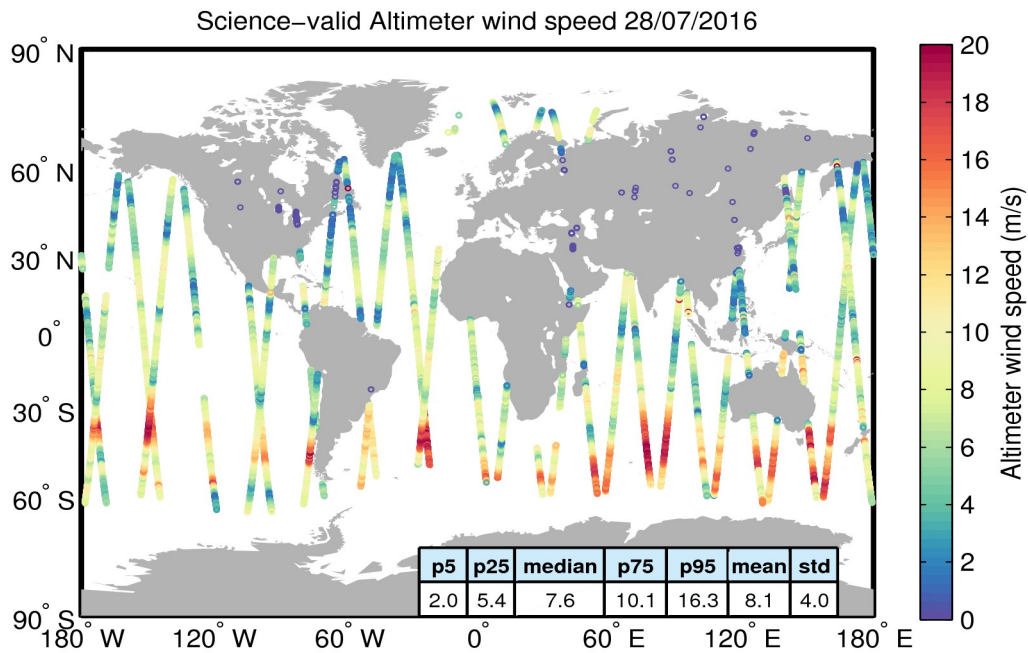 Science−valid Altimeter wind speed 28/07/2016
90° N
60° N
30° N
0°
30° S
60° S
90° S
180° W
120° W
60° W
0°
60° E
120° E
180° E
p5 p25 median p75 p95 mean std
2.0 5.4 7.6 10.1 16.3 8.1 4.0
20
18
16
14
12
10
8
6
4
2
0
Altimeter wind speed (m/s)